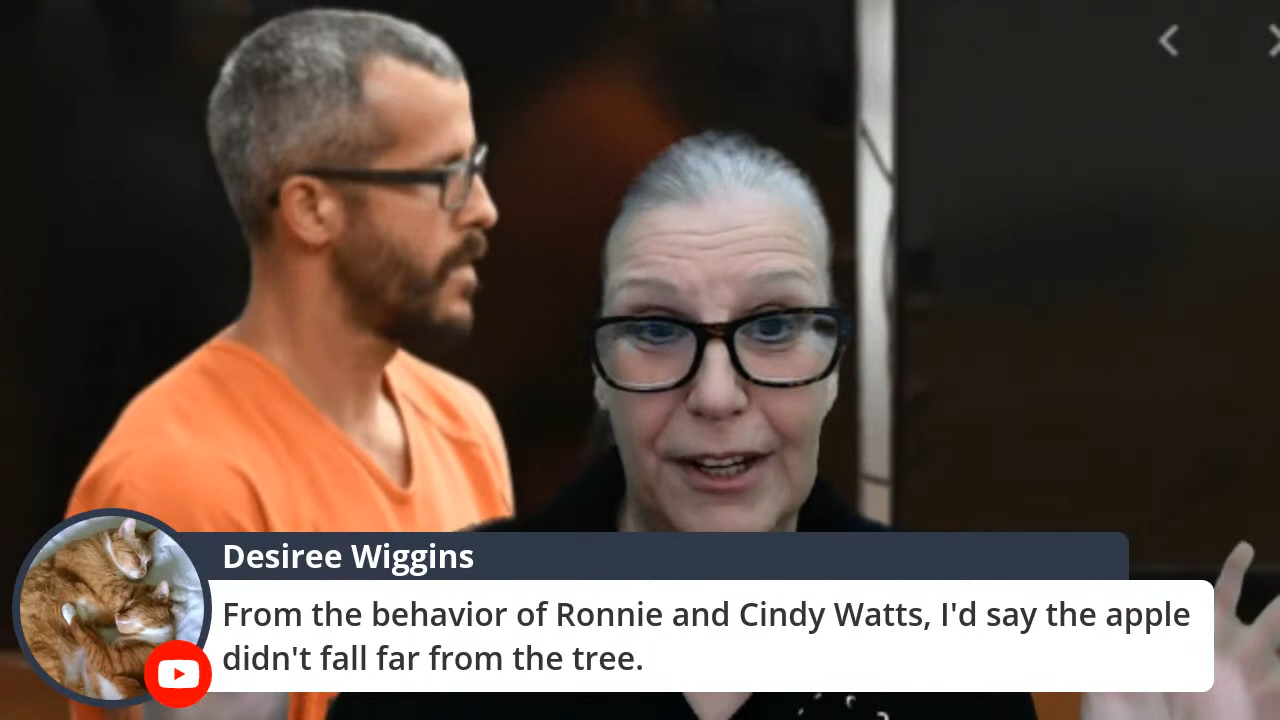 Desiree Wiggins
From the behavior of Ronnie and Cindy Watts, I'd say the apple
didn't fall far from the tree.